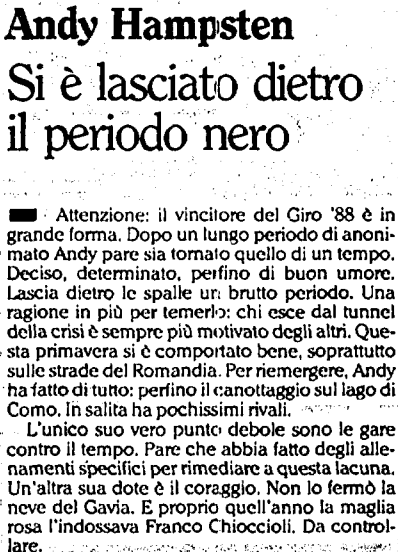 Andy Hampsten
Si è lasciato dietro
il periodo nero
Attenzione: il vincitore del Giro '88 è in
grande forma. Dopo un lungo periodo di anoni-
mato Andy pare sia tornato quello di un tempo.
Deciso, determinato, perfino di buon umore.
Lascia dietro le spalle un brutto periodo. Una
ragione in più per temerlo: chi esce dal tunnel
della crisi è sempre più motivato degli altri. Que-
sta primavera si è comportato bene, soprattutto
sulle strade del Romandia. Per riemergere, Andy
ha fatto di tutto: perfino il canottaggio sul lago di
Como. In salita ha pochissimi rivali.
L'unico suo vero punto debole sono le gare
contro il tempo. Pare che abbia fatto degli alle-
namenti specifici per rimediare a questa lacuna.
Un'altra sua dote è il coraggio. Non lo fermò la
neve del Gavia. E proprio quell'anno la maglia
rosa l'indossava Franco Chioccioli. Da control-
lare.